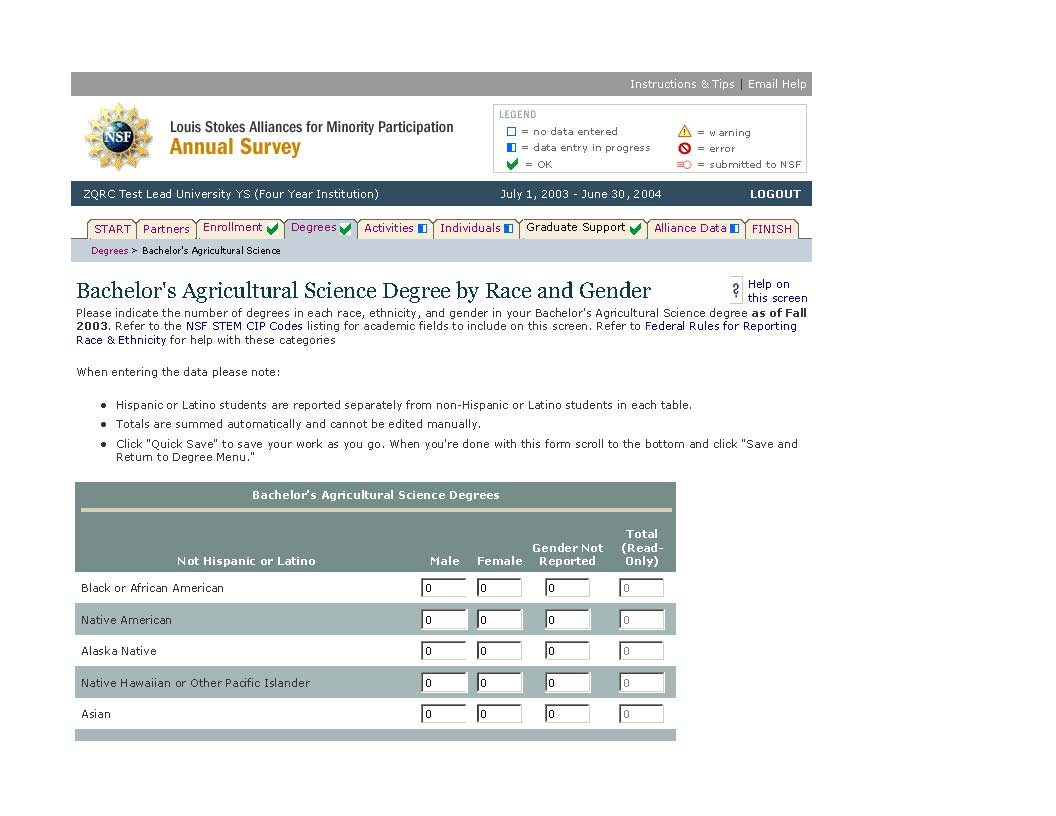 Instructions & Tips | Email Help
NSF
Louis Stokes Alliances for Minority Participation
Annual Survey
LEGEND
= no data entered
= data entry in progress
= OK
= warning
= error
= submitted to NSF
ZQRC Test Lead University YS (Four Year Institution) July 1, 2003 - June 30, 2004 LOGOUT
START Partners Enrollment Degrees Activities Individuals Graduate Support Alliance Data FINISH
Degrees > Bachelor's Agricultural Science
Bachelor's Agricultural Science Degree by Race and Gender
? Help on
this screen
Please indicate the number of degrees in each race, ethnicity, and gender in your Bachelor's Agricultural Science degree as of Fall
2003. Refer to the NSF STEM CIP Codes listing for academic fields to include on this screen. Refer to Federal Rules for Reporting
Race & Ethnicity for help with these categories
When entering the data please note:
• Hispanic or Latino students are reported separately from non-Hispanic or Latino students in each table.
• Totals are summed automatically and cannot be edited manually.
• Click "Quick Save" to save your work as you go. When you're done with this form scroll to the bottom and click "Save and
Return to Degree Menu."
Bachelor's Agricultural Science Degrees
Not Hispanic or Latino Male Female Gender Not Reported Total (Read-Only)
Black or African American 0 0 0 0
Native American 0 0 0 0
Alaska Native 0 0 0 0
Native Hawaiian or Other Pacific Islander 0 0 0 0
Asian 0 0 0 0